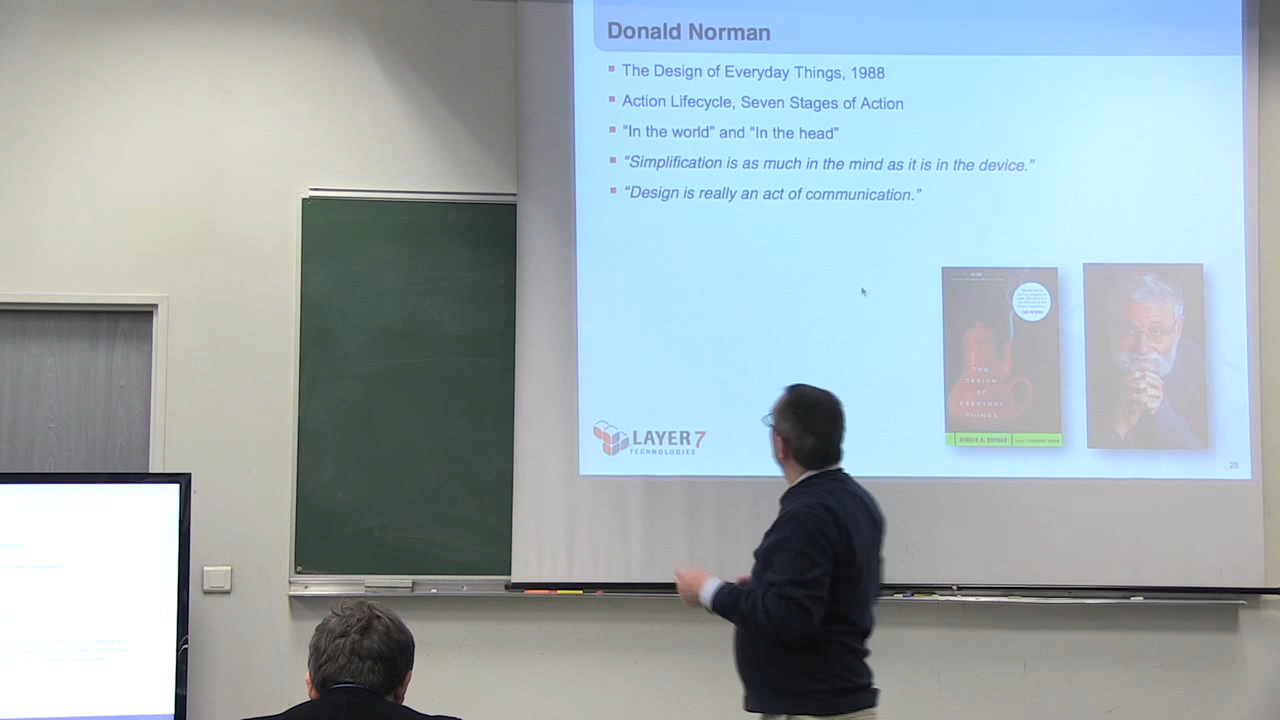 Donald Norman
The Design of Everyday Things, 1988
Action Lifecycle, Seven Stages of Action
“In the world” and “In the head”
“Simplification is as much in the mind as it is in the device.”
“Design is really an act of communication.”
THE
DESIGN
OF
EVERYDAY
THINGS
DONALD A. NORMAN
LAYER 7
TECHNOLOGIES
28